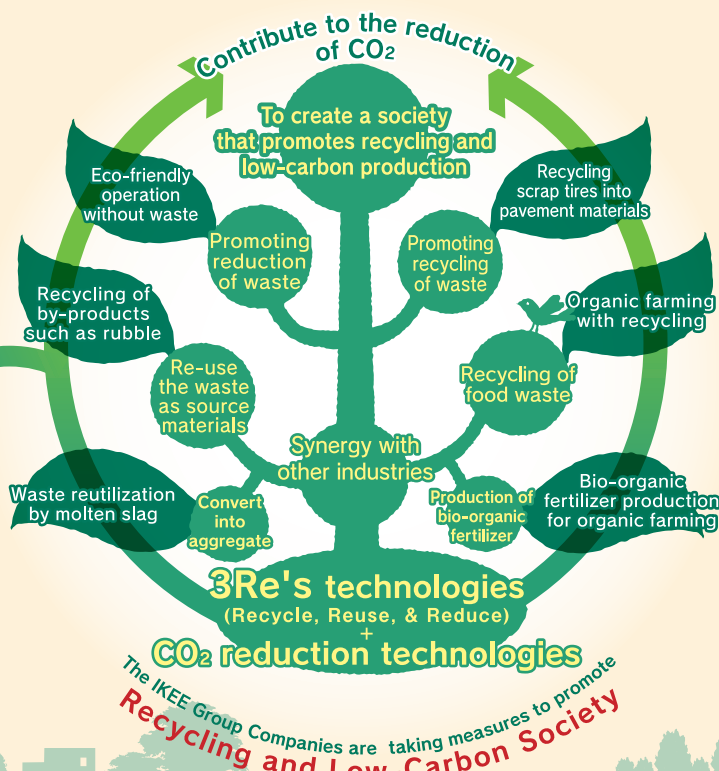 Contribute to the reduction
of CO2
To create a society
that promotes recycling and
low-carbon production
Eco-friendly
operation
without waste
Recycling
scrap tires into
pavement materials
Promoting
reduction
of waste
Promoting
recycling
of waste
Recycling of
by-products
such as rubble
Organic farming
with recycling
Re-use
the waste
as source
materials
Recycling of
food waste
Synergy with
other industries
Waste reutilization
by molten slag
Convert
into
aggregate
Production of
bio-organic
fertilizer
Bio-organic
fertilizer production
for organic farming
3Re's technologies
(Recycle, Reuse, & Reduce)
+
CO2 reduction technologies
The IKEE Group Companies are taking measures to promote
Recycling and Low Carbon Society